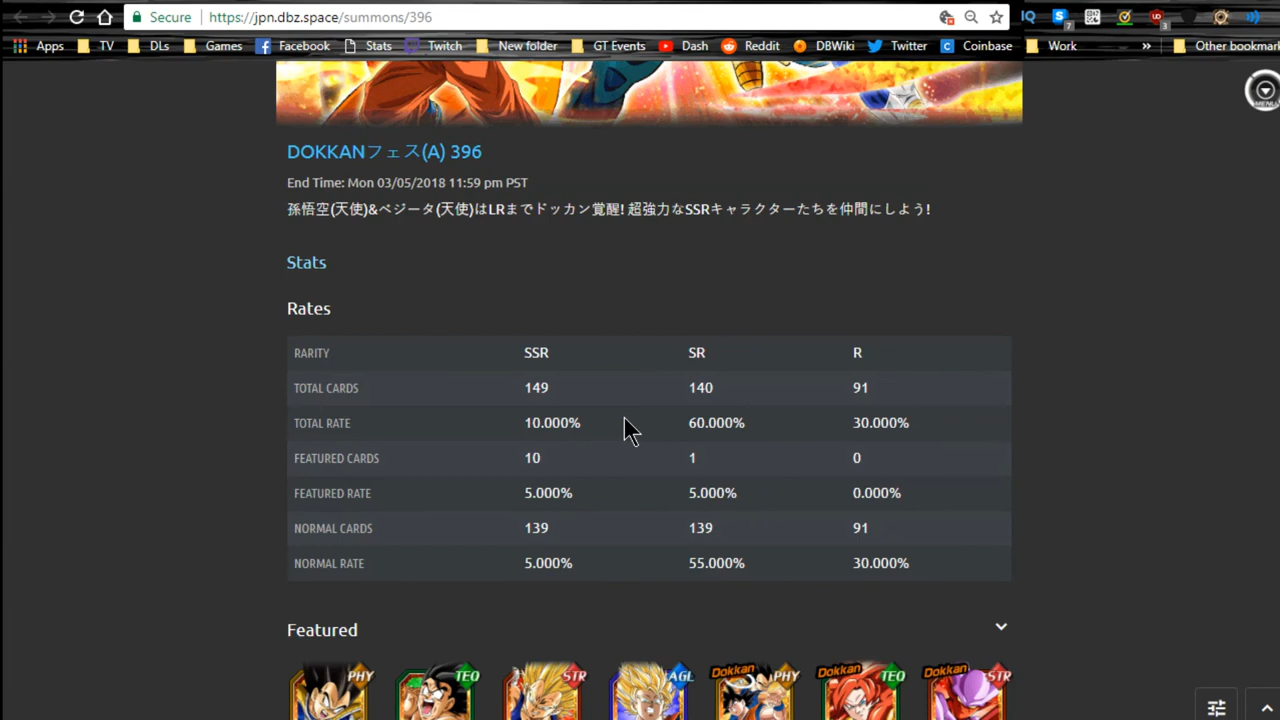 Secure https://jpn.dbz.space/summons/396
Apps TV DLs Games Facebook Stats Twitch New folder GT Events Dash Reddit DBWiki Twitter Coinbase Work » Other bookmar
IQ 7 UD 3
MENU
DOKKANフェス(A) 396
End Time: Mon 03/05/2018 11:59 pm PST
孫悟空(天使)&ベジータ(天使)はLRまでドッカン覚醒! 超強力なSSRキャラクターたちを仲間にしよう!
Stats
Rates
RARITY SSR SR R
TOTAL CARDS 149 140 91
TOTAL RATE 10.000% 60.000% 30.000%
FEATURED CARDS 10 1 0
FEATURED RATE 5.000% 5.000% 0.000%
NORMAL CARDS 139 139 91
NORMAL RATE 5.000% 55.000% 30.000%
Featured
PHY TEQ STR AGL Dokkan PHY Dokkan TEQ Dokkan STR